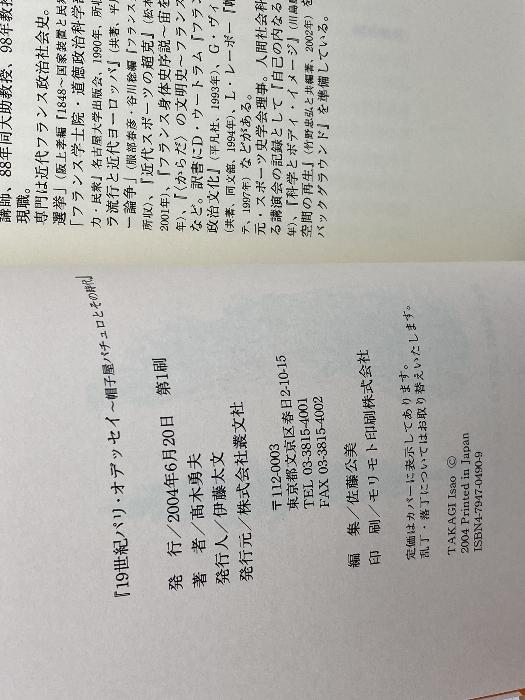 講師、88年同大助教授、98年教授
現職。
専門は近代フランス政治社会史。
選挙」(阪上孝編『1848〜国家装置と民
「フランス学士院・道徳政治科学
カ・民衆』名古屋大学出版会、1990年、所収
ラ流行と近代ヨーロッパ」(共著、平
ー論争」(服部春彦・谷川稔編『フランス
所収)、『近代スポーツの超克』(松本
2001年)、『フランス身体史序説〜宙を
年)、『〈からだ〉の文明史〜フランス
など。訳書にD・ウートラム『フラン
政治文化』(平凡社、1993年)、G・ヴィ
(共著、同文舘、1994年)、L・レーボー『
テ、1997年)などがある。
元・スポーツ史学会理事。人間社会科
る講演会の記録として『自己の内なる
年)、『科学とボディ・イメージ』(川島
空間の再生』(竹野忠弘と共編著、2002年)を
バックグラウンド』を準備している。
『19世紀パリ・オデッセイ〜帽子屋パチュロとその時代』
発 行/2004年6月20日 第1刷
著 者/髙木勇夫
発行人/伊藤太文
発行元/株式会社叢文社
〒112-0003
東京都文京区春日2-10-15
TEL 03-3815-4001
FAX 03-3815-4002
編 集/佐藤公美
印 刷/モリモト印刷株式会社
定価はカバーに表示してあります。
乱丁・落丁についてはお取り替えいたします。
TAKAGI Isao ©
2004 Printed in Japan
ISBN4-7947-0490-9